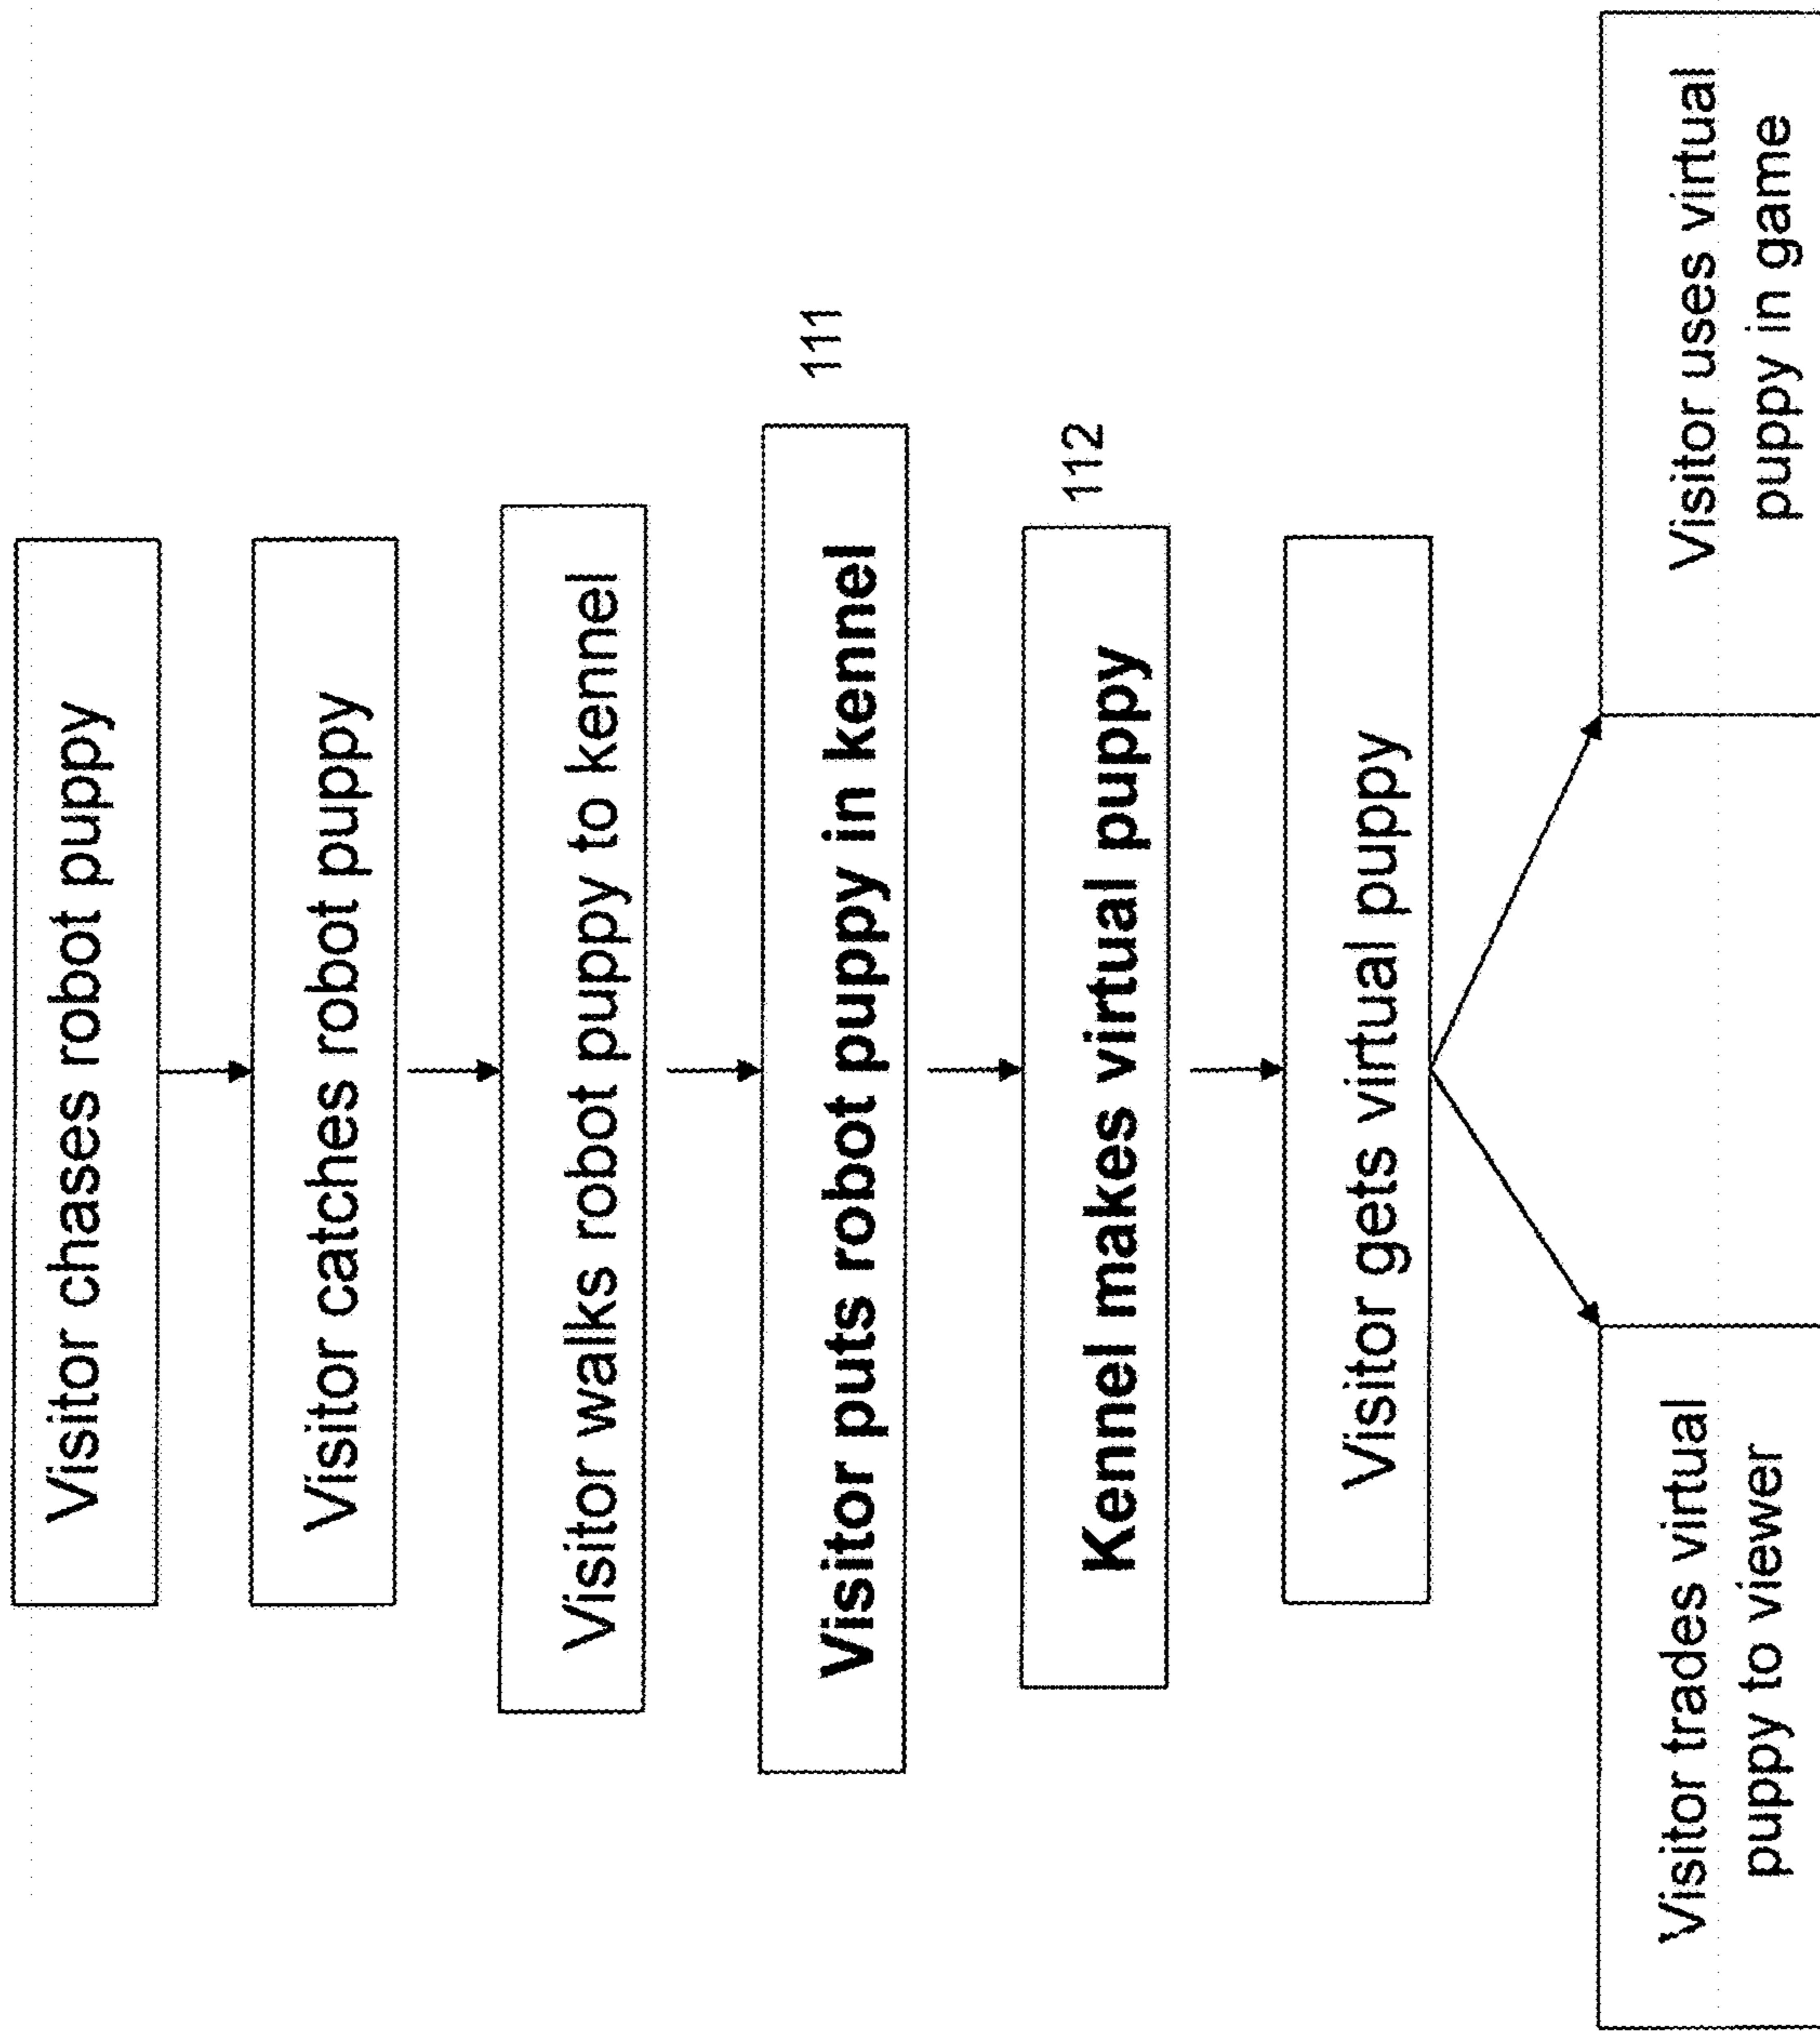 Visitor chases robot puppy
Visitor catches robot puppy
Visitor walks robot puppy to kennel
Visitor puts robot puppy in kennel
111
Kennel makes virtual puppy
112
Visitor gets virtual puppy
Visitor trades virtual
puppy to viewer
Visitor uses virtual
puppy in game